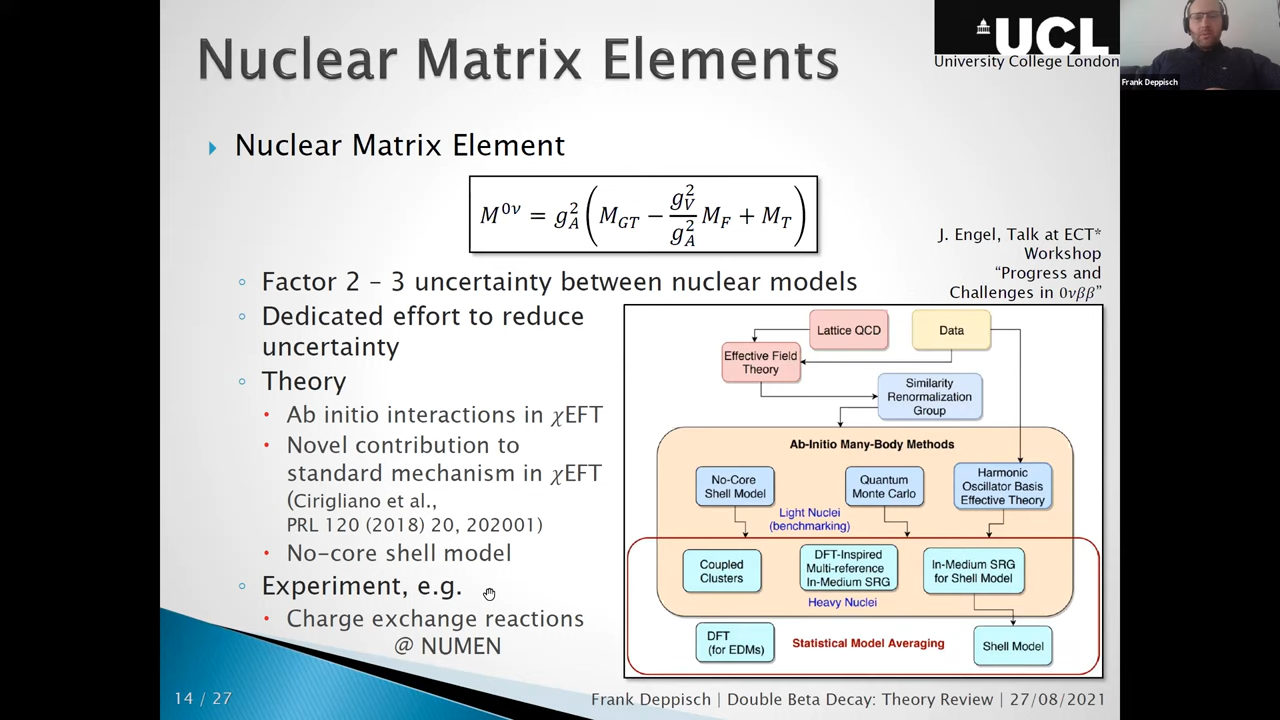 Nuclear Matrix Elements
UCL
University College London
Frank Deppisch
Nuclear Matrix Element
M^{0ν} = g_A^2 ( M_{GT} − \frac{g_V^2}{g_A^2} M_F + M_T )
J. Engel, Talk at ECT*
Workshop
“Progress and
Challenges in 0νββ”
Factor 2 – 3 uncertainty between nuclear models
Dedicated effort to reduce
uncertainty
Theory
Ab initio interactions in χEFT
Novel contribution to
standard mechanism in χEFT
(Cirigliano et al.,
PRL 120 (2018) 20, 202001)
No-core shell model
Experiment, e.g.
Charge exchange reactions
@ NUMEN
Lattice QCD
Data
Effective Field
Theory
Similarity
Renormalization
Group
Ab-Initio Many-Body Methods
No-Core
Shell Model
Quantum
Monte Carlo
Harmonic
Oscillator Basis
Effective Theory
Light Nuclei
(benchmarking)
Coupled
Clusters
DFT-Inspired
Multi-reference
In-Medium SRG
In-Medium SRG
for Shell Model
Heavy Nuclei
DFT
(for EDMs)
Statistical Model Averaging
Shell Model
14 / 27
Frank Deppisch | Double Beta Decay: Theory Review | 27/08/2021